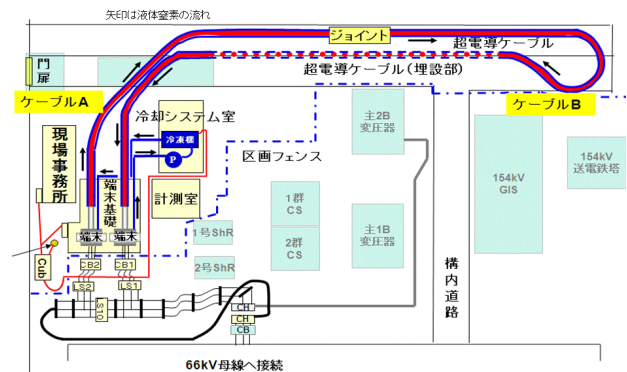 矢印は液体窒素の流れ
ジョイント
超電導ケーブル
門扉
超電導ケーブル(埋設部)
ケーブルA
ケーブルB
冷却システム室
冷凍機
P
区画フェンス
主2B
変圧器
154kV
GIS
154kV
送電鉄塔
現場事務所
端末基礎
計測室
1群
CS
1号ShR
2群
CS
主1B
変圧器
端末
端末
Cub
CB2
CB1
2号ShR
LS2
LS1
S10
CH
CH
CB
構内道路
66kV母線へ接続